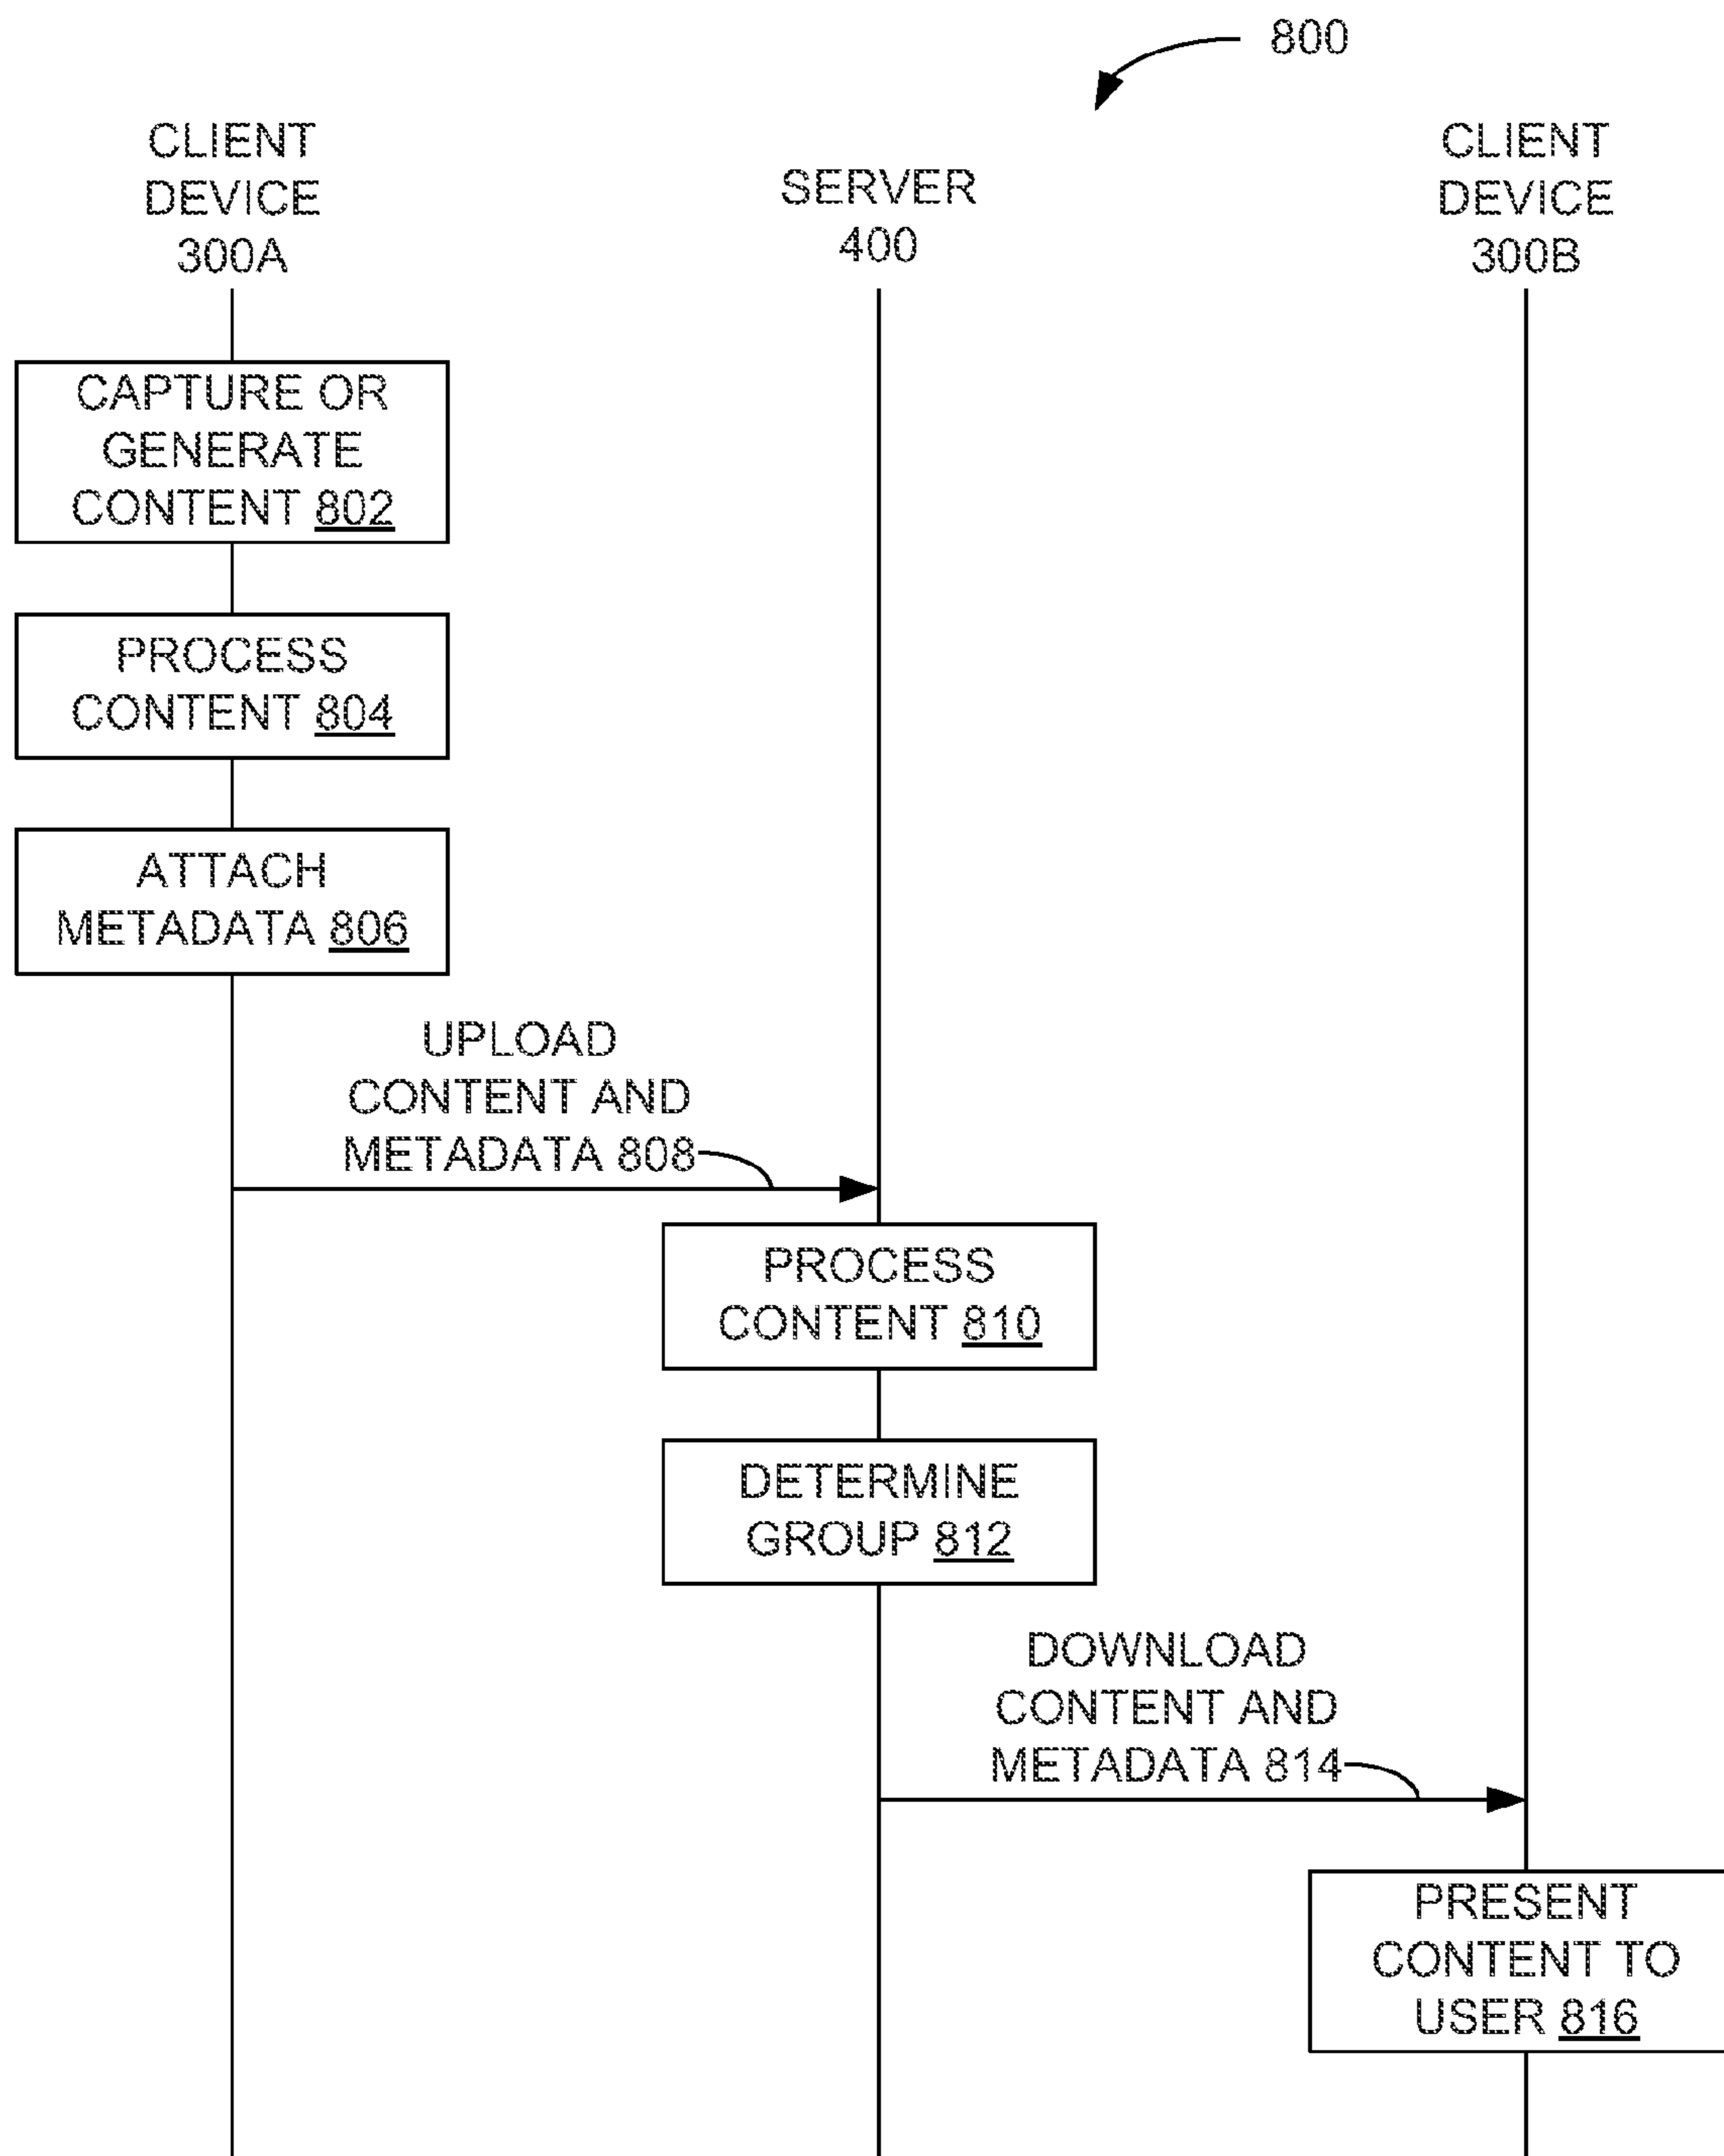 800
CLIENT
DEVICE
300A
SERVER
400
CLIENT
DEVICE
300B
CAPTURE OR
GENERATE
CONTENT 802
PROCESS
CONTENT 804
ATTACH
METADATA 806
UPLOAD
CONTENT AND
METADATA 808
PROCESS
CONTENT 810
DETERMINE
GROUP 812
DOWNLOAD
CONTENT AND
METADATA 814
PRESENT
CONTENT TO
USER 816